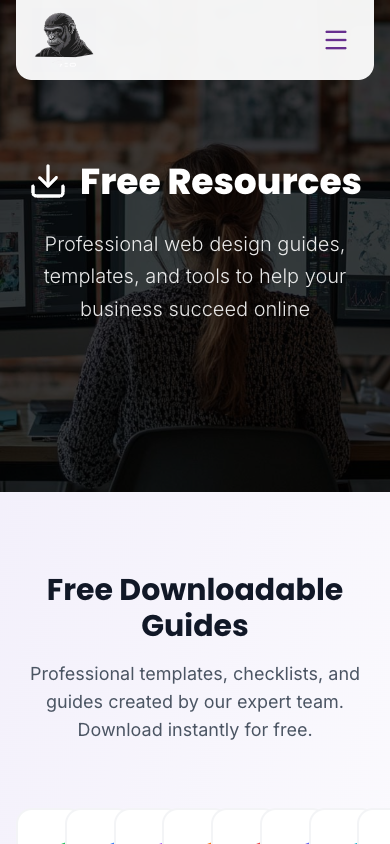 Free Resources
Professional web design guides,
templates, and tools to help your
business succeed online
Free Downloadable
Guides
Professional templates, checklists, and
guides created by our expert team.
Download instantly for free.